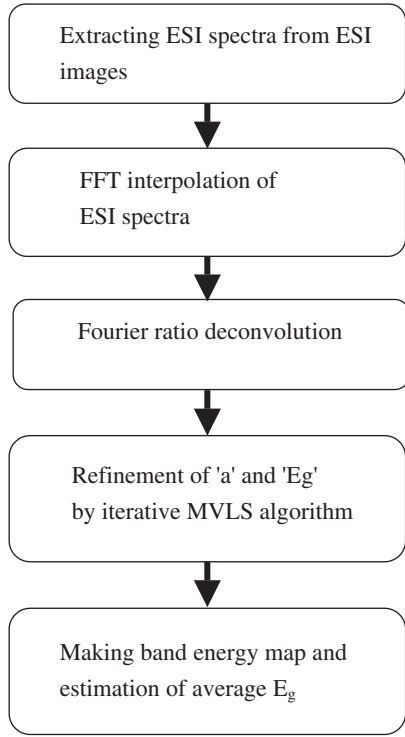 Extracting ESI spectra from ESI
images
FFT interpolation of
ESI spectra
Fourier ratio deconvolution
Refinement of 'a' and 'Eg'
by iterative MVLS algorithm
Making band energy map and
estimation of average Eg